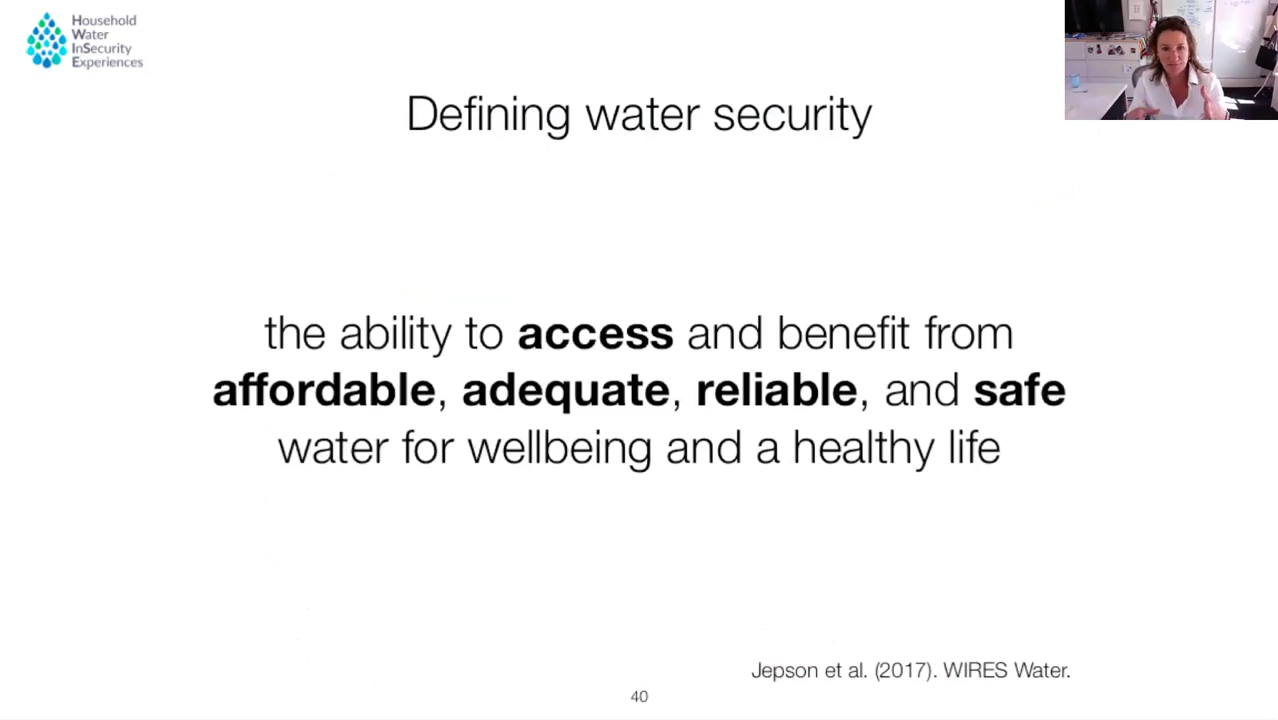 Household
Water
InSecurity
Experiences
Defining water security
the ability to access and benefit from
affordable, adequate, reliable, and safe
water for wellbeing and a healthy life
Jepson et al. (2017). WIRES Water.
40